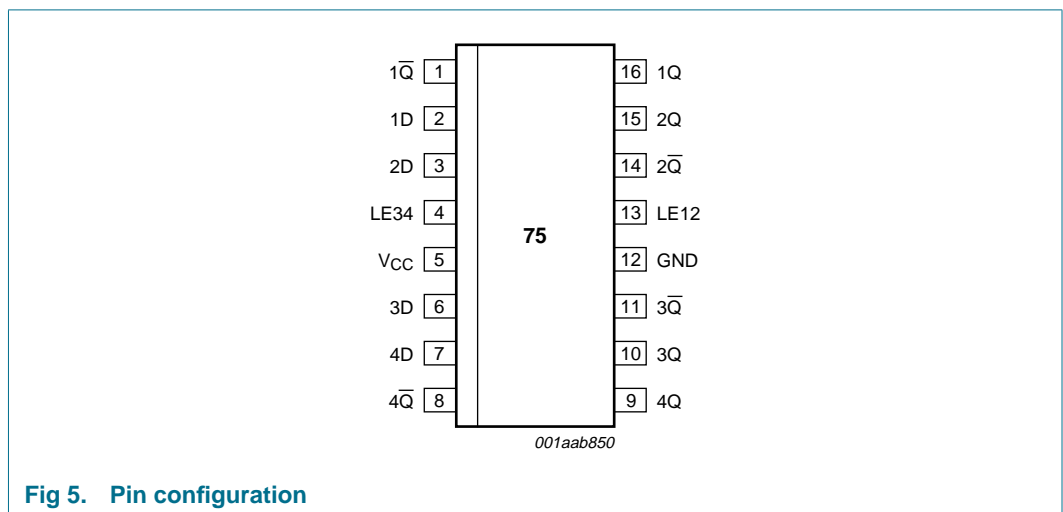 1Q̅ 1 16 1Q
1D 2 15 2Q
2D 3 14 2Q̅
LE34 4 13 LE12
75
VCC 5 12 GND
3D 6 11 3Q̅
4D 7 10 3Q
4Q̅ 8 9 4Q
001aab850
Fig 5. Pin configuration